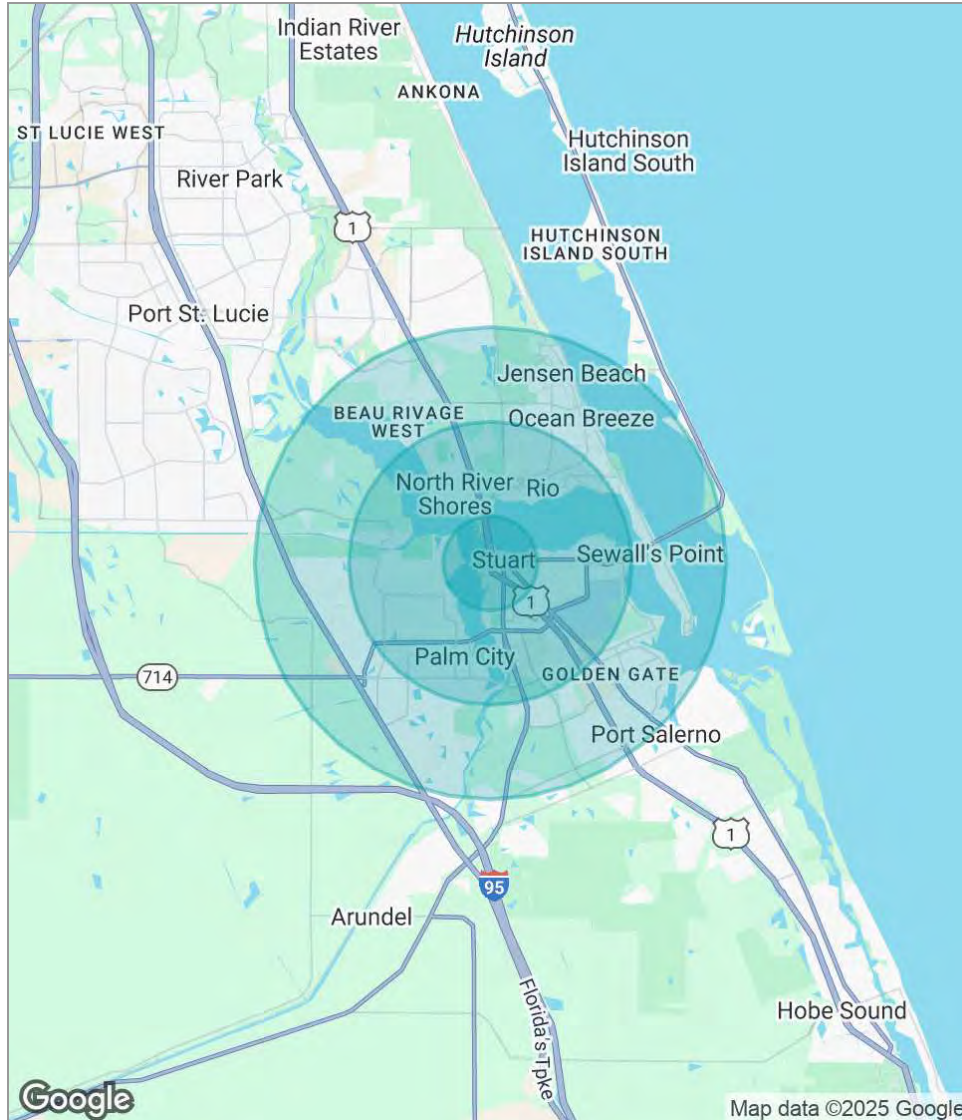 Indian River
Estates
Hutchinson
Island
ANKONA
ST LUCIE WEST
Hutchinson
Island South
River Park
1
HUTCHINSON
ISLAND SOUTH
Port St. Lucie
Jensen Beach
BEAU RIVAGE
WEST
Ocean Breeze
North River
Shores
Rio
Stuart
Sewall's Point
1
Palm City
714
GOLDEN GATE
Port Salerno
1
95
Arundel
Florida's Tpke
Hobe Sound
Google
Map data ©2025 Google